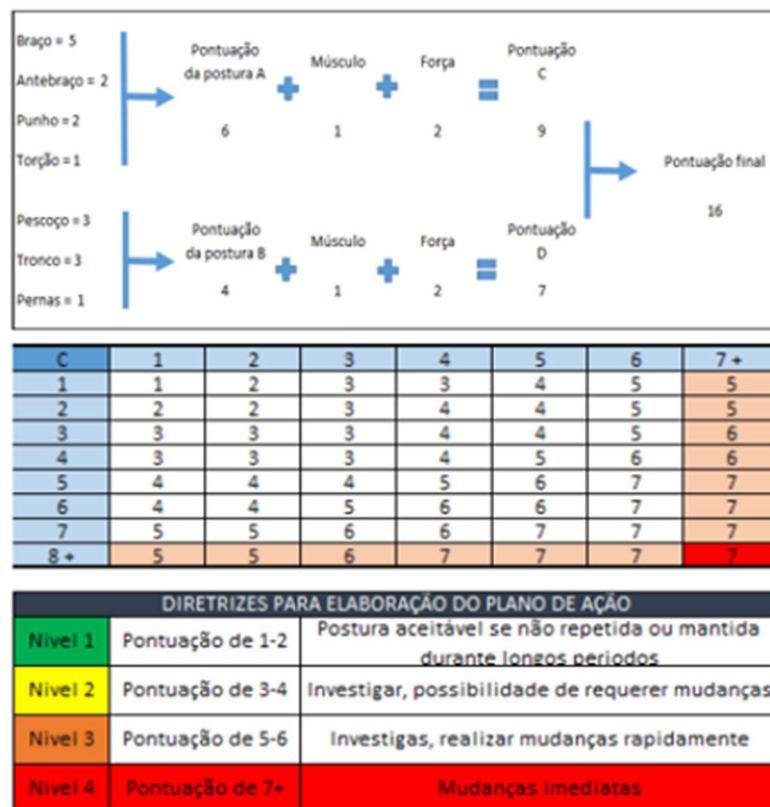 Braço = 5
Antebraço = 2
Punho = 2
Torção = 1
Pontuação
da postura A
6
Músculo
1
Força
2
Pontuação
C
9
Pescoço = 3
Tronco = 3
Pernas = 1
Pontuação
da postura B
4
Músculo
1
Força
2
Pontuação
D
7
Pontuação final
16
C 1 2 3 4 5 6 7 +
1 1 2 3 3 4 5 5
2 2 2 3 4 4 5 5
3 3 3 3 4 4 5 6
4 3 3 3 4 5 6 6
5 4 4 4 5 6 7 7
6 4 4 5 6 6 7 7
7 5 5 6 6 7 7 7
8 + 5 5 6 7 7 7 7
DIRETRIZES PARA ELABORAÇÃO DO PLANO DE AÇÃO
Nivel 1 Pontuação de 1-2 Postura aceitável se não repetida ou mantida
durante longos periodos
Nivel 2 Pontuação de 3-4 Investigar, possibilidade de requerer mudanças
Nivel 3 Pontuação de 5-6 Investigas, realizar mudanças rapidamente
Nivel 4 Pontuação de 7+ Mudanças imediatas